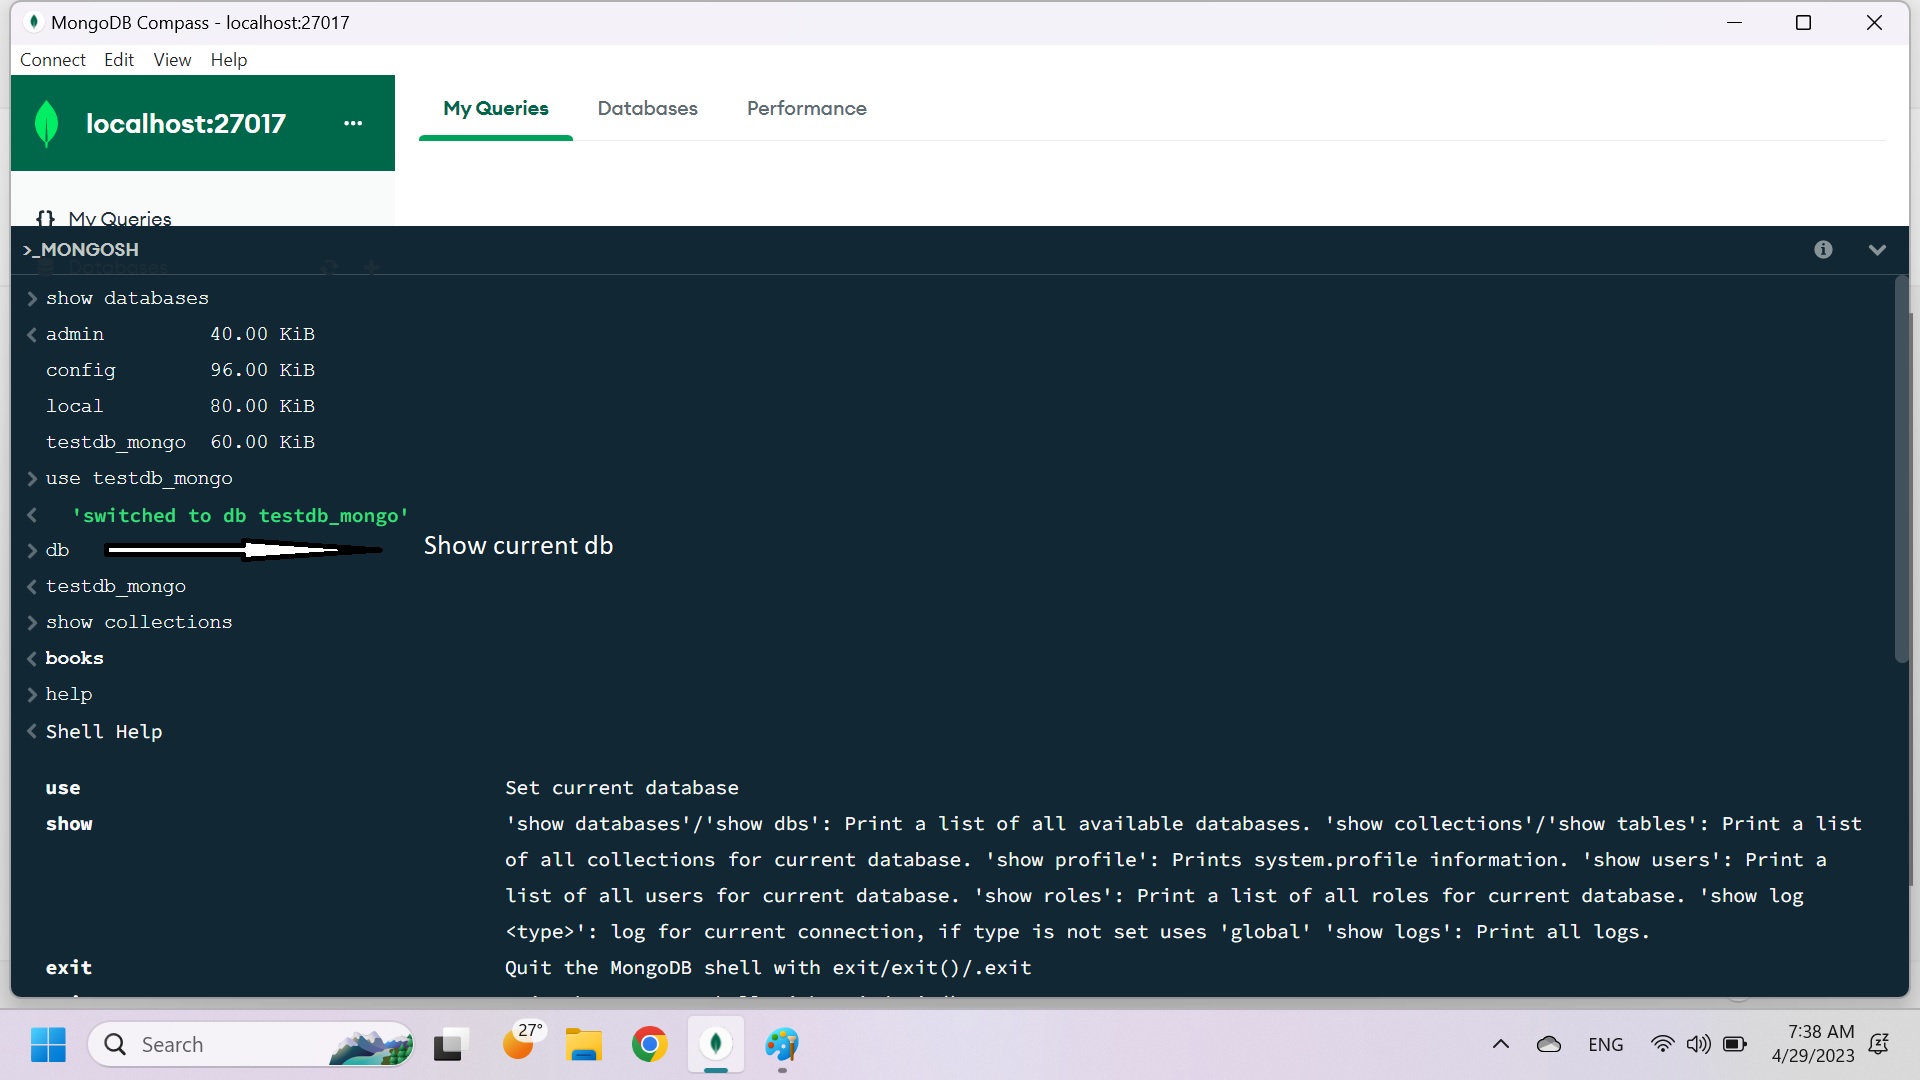 MongoDB Compass - localhost:27017
Connect Edit View Help
localhost:27017 ...
My Queries Databases Performance
{} My Queries
>_MONGOSH
Databases
> show databases
< admin 40.00 KiB
config 96.00 KiB
local 80.00 KiB
testdb_mongo 60.00 KiB
> use testdb_mongo
< 'switched to db testdb_mongo'
> db Show current db
< testdb_mongo
> show collections
< books
> help
< Shell Help
use Set current database
show 'show databases'/'show dbs': Print a list of all available databases. 'show collections'/'show tables': Print a list
of all collections for current database. 'show profile': Prints system.profile information. 'show users': Print a
list of all users for current database. 'show roles': Print a list of all roles for current database. 'show log
<type>': log for current connection, if type is not set uses 'global' 'show logs': Print all logs.
exit Quit the MongoDB shell with exit/exit()/.exit
Search 27° ENG 7:38 AM
4/29/2023